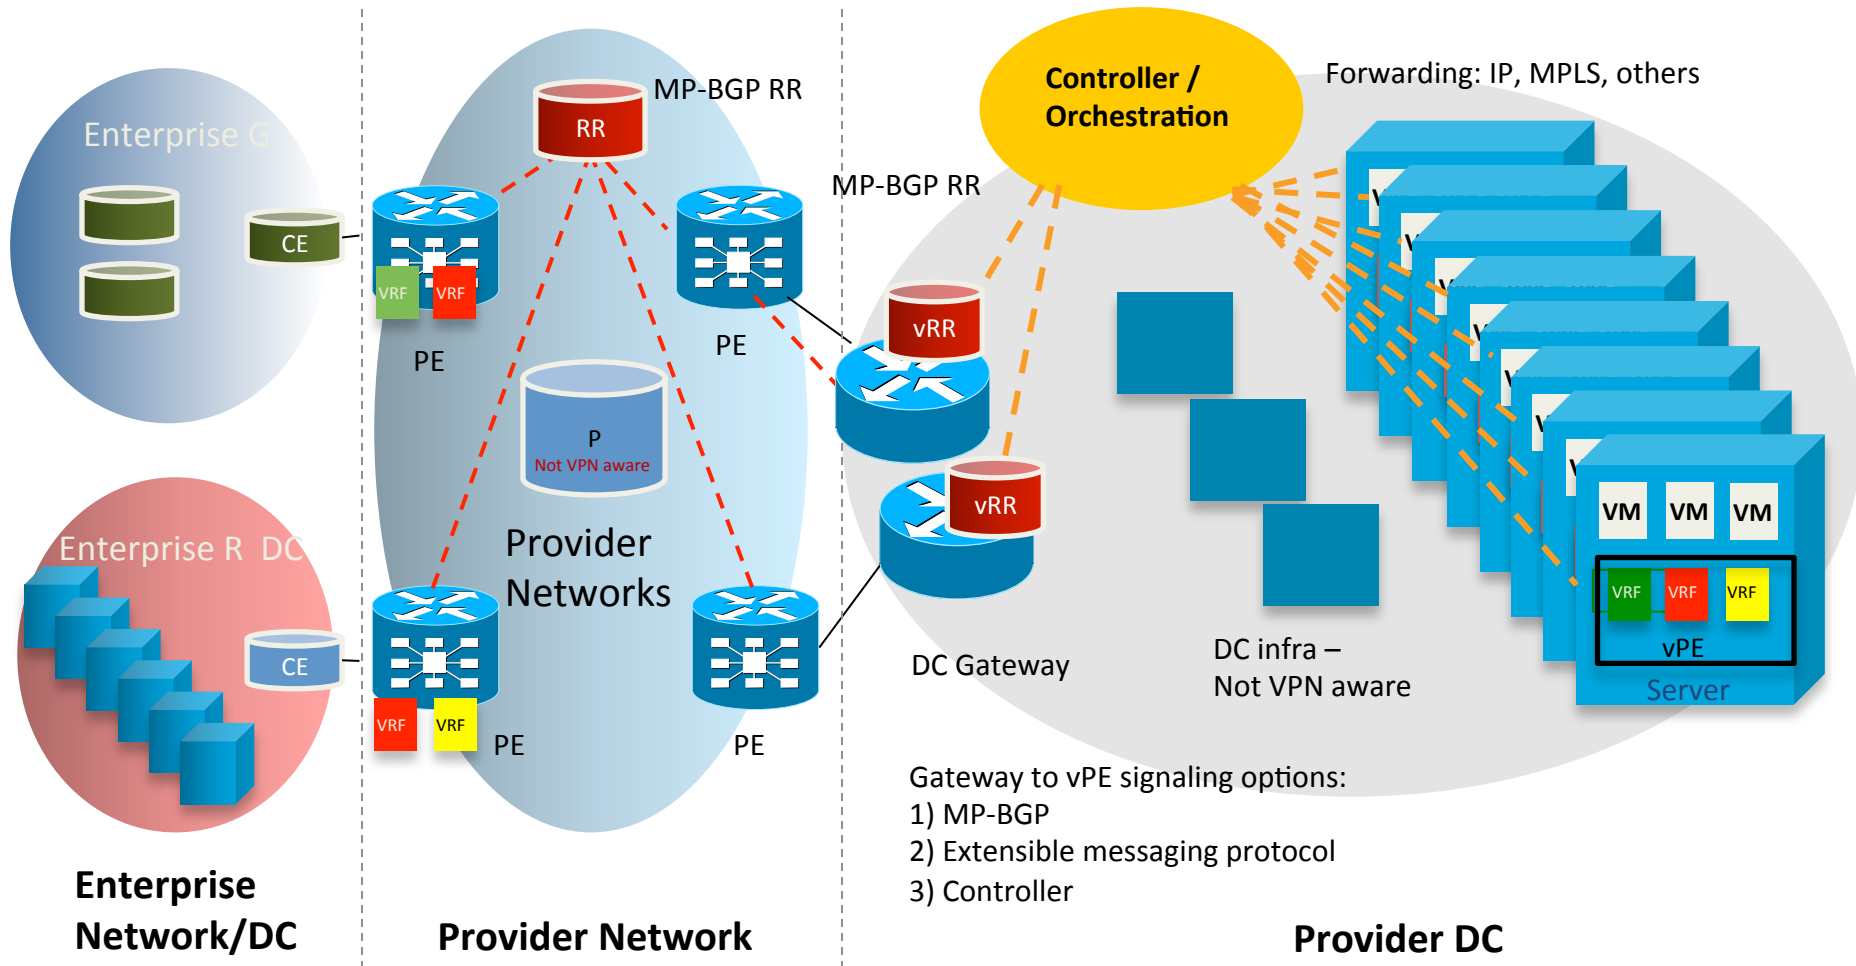 Enterprise G
CE
Enterprise R DC
CE
Enterprise
Network/DC
MP-BGP RR
RR
VRF
VRF
PE
PE
P
Not VPN aware
Provider
Networks
VRF
VRF
PE
PE
Provider Network
Controller /
Orchestration
Forwarding: IP, MPLS, others
MP-BGP RR
vRR
vRR
DC Gateway
DC infra –
Not VPN aware
VM
VM
VM
VRF
VRF
VRF
vPE
Server
Gateway to vPE signaling options:
1) MP-BGP
2) Extensible messaging protocol
3) Controller
Provider DC